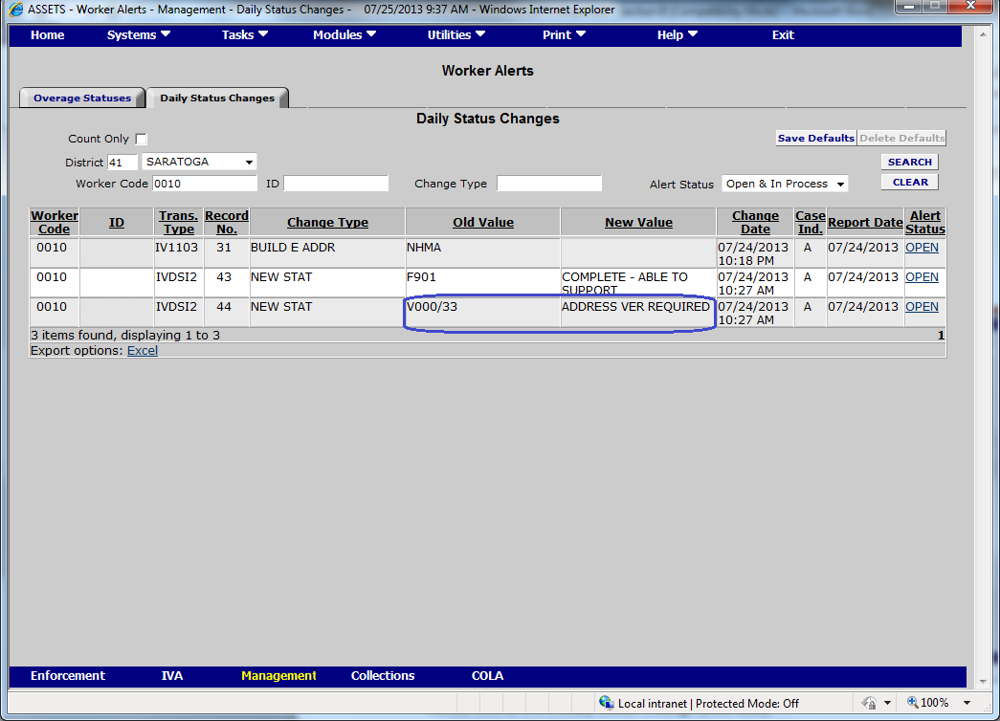 ASSETS - Worker Alerts - Management - Daily Status Changes - 07/25/2013 9:37 AM - Windows Internet Explorer
Home Systems Tasks Modules Utilities Print Help Exit
Worker Alerts
Overage Statuses Daily Status Changes
Daily Status Changes
Count Only Save Defaults Delete Defaults
District 41 SARATOGA SEARCH
Worker Code 0010 ID Change Type Alert Status Open & In Process CLEAR
Worker Code ID Trans. Type Record No. Change Type Old Value New Value Change Date Case Ind. Report Date Alert Status
0010 IV1103 31 BUILD E ADDR NHMA 07/24/2013 A 07/24/2013 OPEN
10:18 PM
0010 IVDSI2 43 NEW STAT F901 COMPLETE - ABLE TO 07/24/2013 A 07/24/2013 OPEN
SUPPORT 10:27 AM
0010 IVDSI2 44 NEW STAT V000/33 ADDRESS VER REQUIRED 07/24/2013 A 07/24/2013 OPEN
10:27 AM
3 items found, displaying 1 to 3 1
Export options: Excel
Enforcement IVA Management Collections COLA
Local intranet | Protected Mode: Off 100%